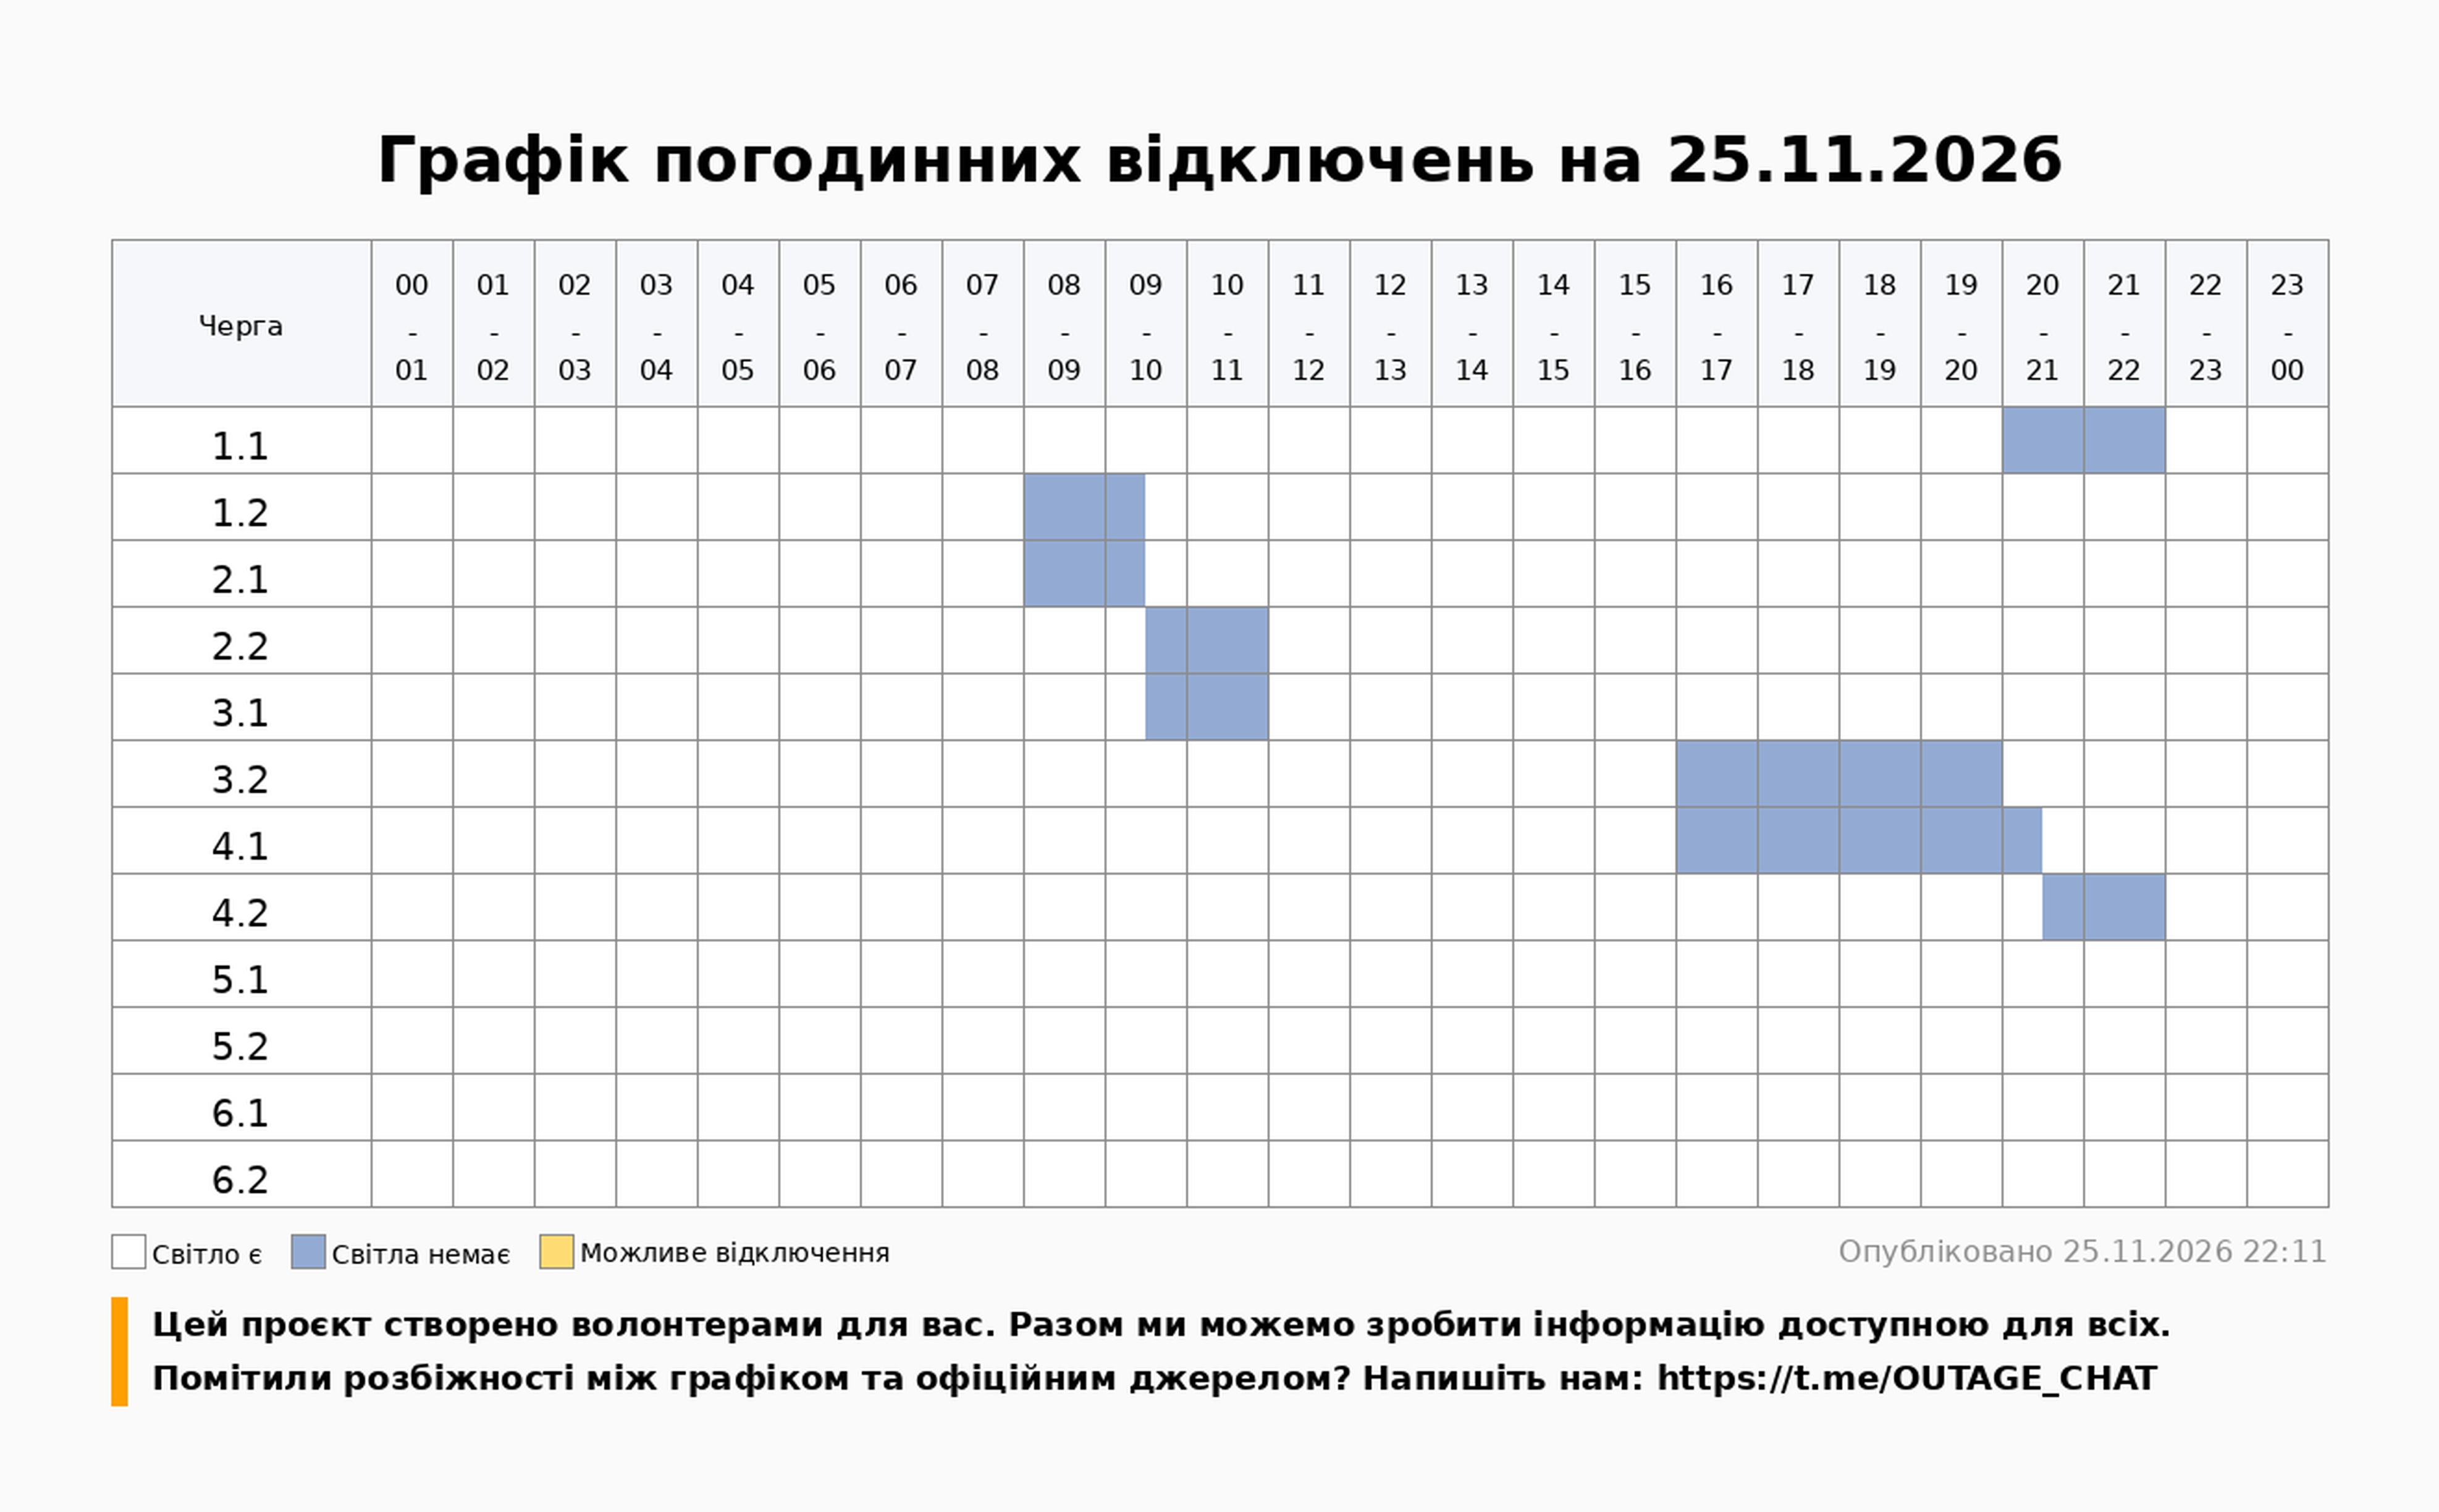 Графік погодинних відключень на 25.11.2026
Черга
00 - 01
01 - 02
02 - 03
03 - 04
04 - 05
05 - 06
06 - 07
07 - 08
08 - 09
09 - 10
10 - 11
11 - 12
12 - 13
13 - 14
14 - 15
15 - 16
16 - 17
17 - 18
18 - 19
19 - 20
20 - 21
21 - 22
22 - 23
23 - 00
1.1
1.2
2.1
2.2
3.1
3.2
4.1
4.2
5.1
5.2
6.1
6.2
Світло є
Світла немає
Можливе відключення
Опубліковано 25.11.2026 22:11
Цей проєкт створено волонтерами для вас. Разом ми можемо зробити інформацію доступною для всіх.
Помітили розбіжності між графіком та офіційним джерелом? Напишіть нам: https://t.me/OUTAGE_CHAT